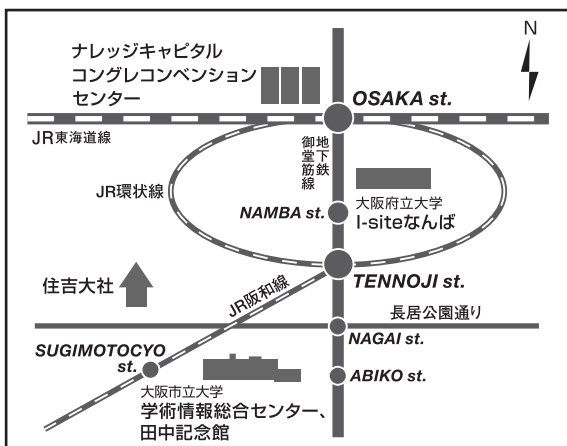 N
ナレッジキャピタル
コングレコンベンション
センター
OSAKA st.
JR東海道線
地下鉄
御堂筋線
JR環状線
NAMBA st.
大阪府立大学
I-siteなんば
TENNOJI st.
住吉大社
JR阪和線
長居公園通り
NAGAI st.
SUGIMOTOCYO
st.
ABIKO st.
大阪市立大学
学術情報総合センター、
田中記念館